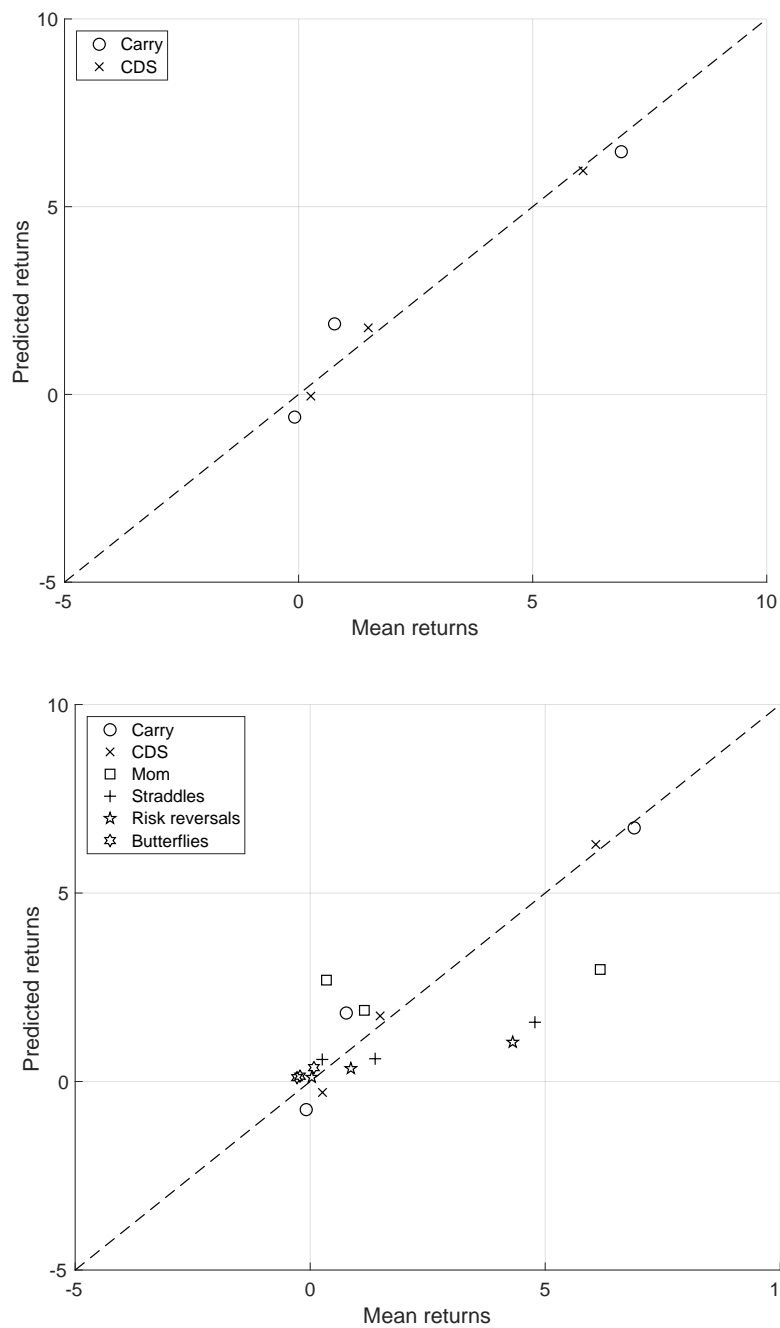 10
Carry
CDS
5
Predicted returns
0
-5
-5 0 5 10
Mean returns
10
Carry
CDS
Mom
Straddles
Risk reversals
Butterflies
5
Predicted returns
0
-5
-5 0 5 1
Mean returns